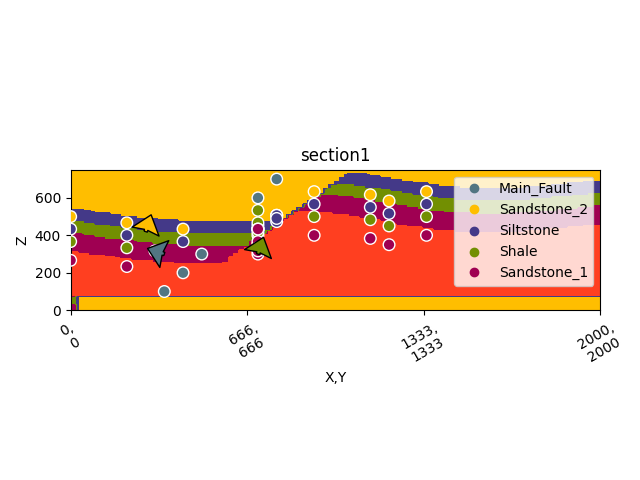 section1
Z
600
400
200
0
Main_Fault
Sandstone_2
Siltstone
Shale
Sandstone_1
0,
0
666,
666
1333,
1333
2000,
2000
X,Y